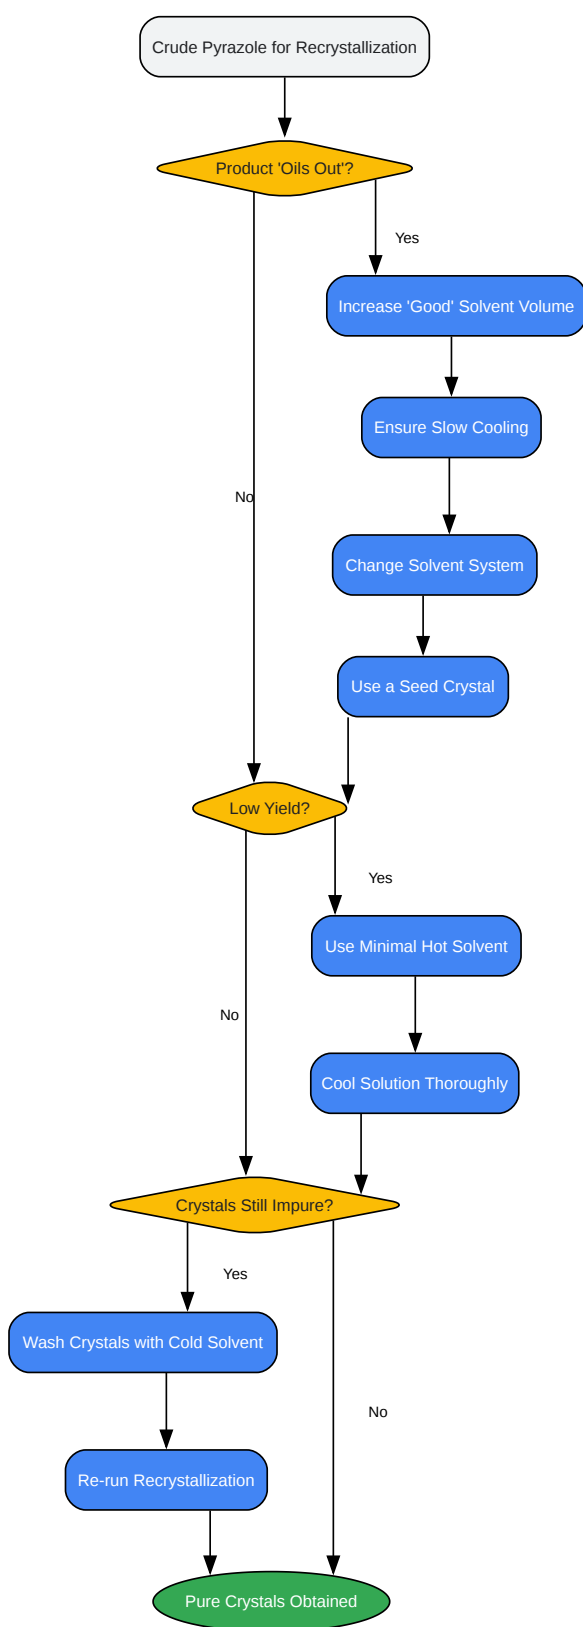 Crude Pyrazole for Recrystallization
Product 'Oils Out'?
Yes
Increase 'Good' Solvent Volume
Ensure Slow Cooling
No
Change Solvent System
Use a Seed Crystal
Low Yield?
Yes
Use Minimal Hot Solvent
No
Cool Solution Thoroughly
Crystals Still Impure?
Yes
Wash Crystals with Cold Solvent
No
Re-run Recrystallization
Pure Crystals Obtained